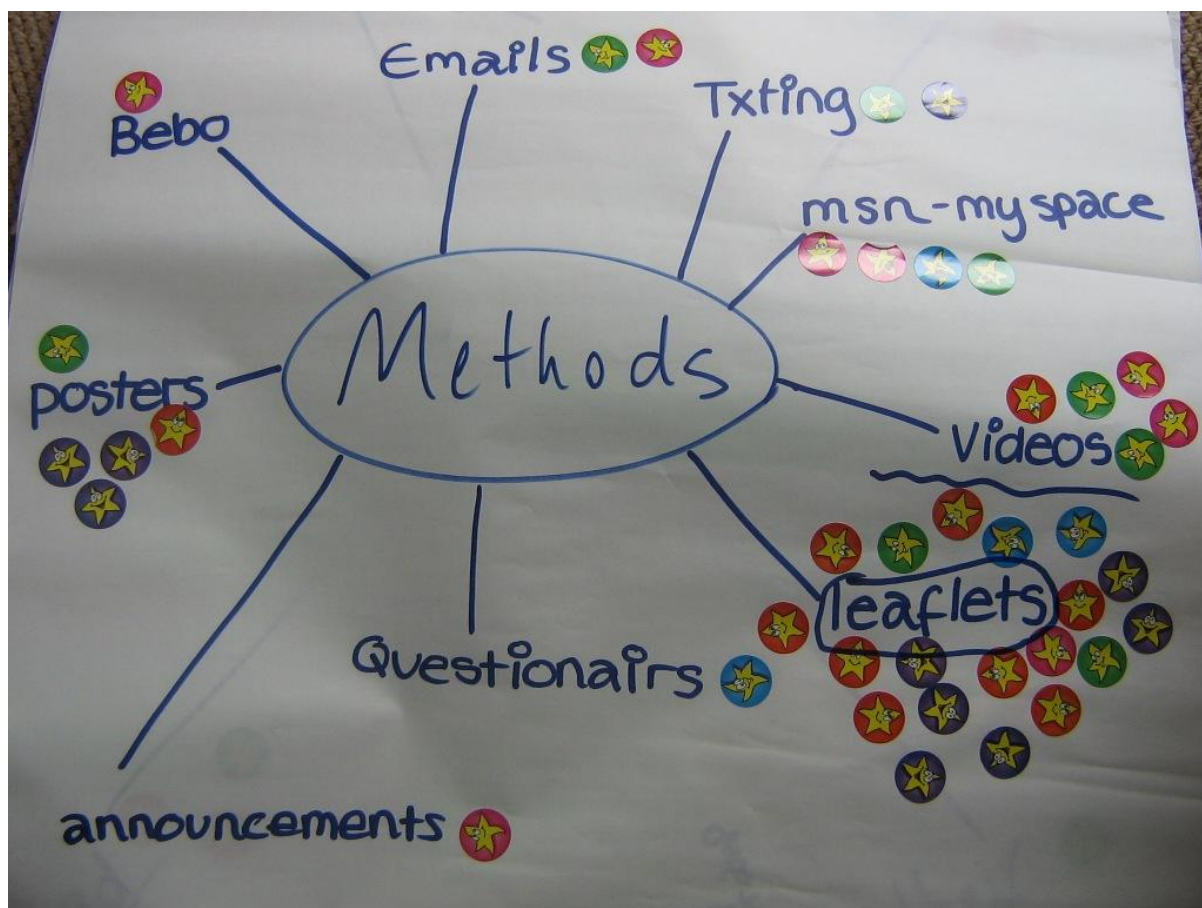 Emails
Bebo
Txting
msn-myspace
Methods
posters
Videos
leaflets
Questionairs
announcements